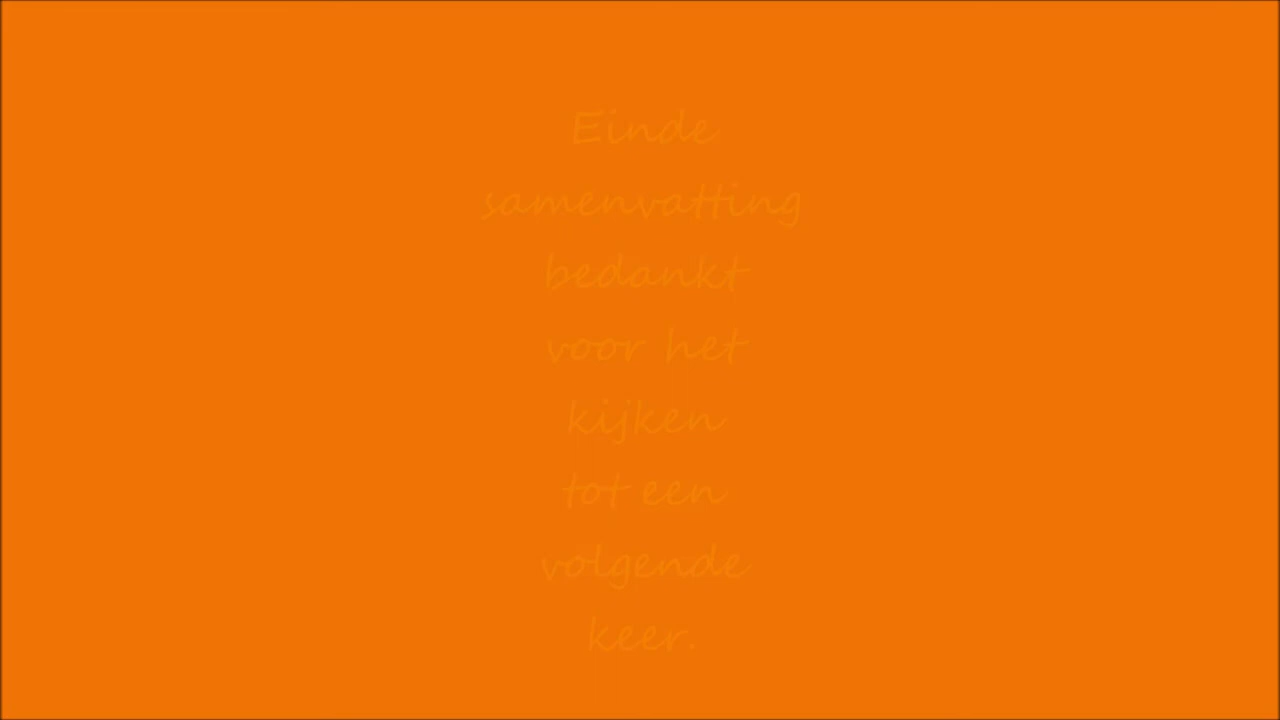 Einde
samenvatting
bedankt
voor het
kijken
tot een
volgende
keer.